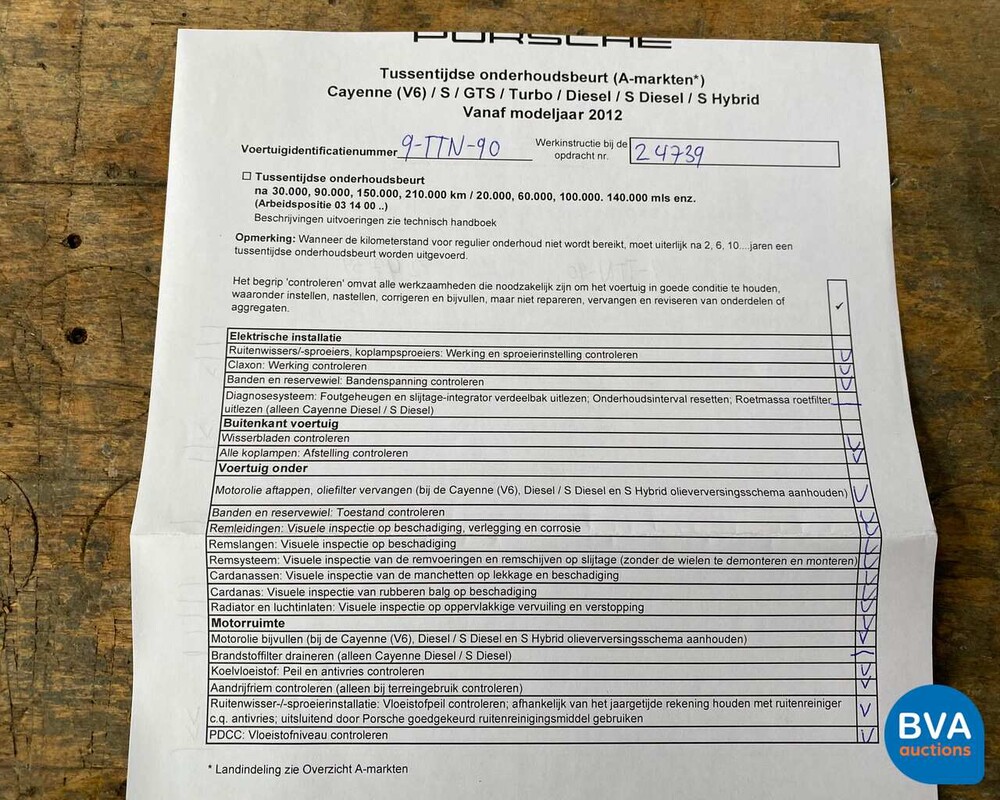 PORSCHE
Tussentijdse onderhoudsbeurt (A-markten*)
Cayenne (V6) / S / GTS / Turbo / Diesel / S Diesel / S Hybrid
Vanaf modeljaar 2012
Voertuigidentificatienummer 9-TTN-90
Werkinstructie bij de
opdracht nr. 24739
☐ Tussentijdse onderhoudsbeurt
na 30.000, 90.000, 150.000, 210.000 km / 20.000, 60.000, 100.000. 140.000 mls enz.
(Arbeidspositie 03 14 00 ..)
Beschrijvingen uitvoeringen zie technisch handboek
Opmerking: Wanneer de kilometerstand voor regulier onderhoud niet wordt bereikt, moet uiterlijk na 2, 6, 10....jaren een
tussentijdse onderhoudsbeurt worden uitgevoerd.
Het begrip 'controleren' omvat alle werkzaamheden die noodzakelijk zijn om het voertuig in goede conditie te houden,
waaronder instellen, nastellen, corrigeren en bijvullen, maar niet repareren, vervangen en reviseren van onderdelen of
aggregaten. ✓
Elektrische installatie
Ruitenwissers/-sproeiers, koplampsproeiers: Werking en sproeierinstelling controleren
Claxon: Werking controleren
Banden en reservewiel: Bandenspanning controleren
Diagnosesysteem: Foutgeheugen en slijtage-integrator verdeelbak uitlezen; Onderhoudsinterval resetten; Roetmassa roetfilter
uitlezen (alleen Cayenne Diesel / S Diesel)
Buitenkant voertuig
Wisserbladen controleren
Alle koplampen: Afstelling controleren
Voertuig onder
Motorolie aftappen, oliefilter vervangen (bij de Cayenne (V6), Diesel / S Diesel en S Hybrid olieverversingsschema aanhouden)
Banden en reservewiel: Toestand controleren
Remleidingen: Visuele inspectie op beschadiging, verlegging en corrosie
Remslangen: Visuele inspectie op beschadiging
Remsysteem: Visuele inspectie van de remvoeringen en remschijven op slijtage (zonder de wielen te demonteren en monteren)
Cardanassen: Visuele inspectie van de manchetten op lekkage en beschadiging
Cardanas: Visuele inspectie van rubberen balg op beschadiging
Radiator en luchtinlaten: Visuele inspectie op oppervlakkige vervuiling en verstopping
Motorruimte
Motorolie bijvullen (bij de Cayenne (V6), Diesel / S Diesel en S Hybrid olieverversingsschema aanhouden)
Brandstoffilter draineren (alleen Cayenne Diesel / S Diesel)
Koelvloeistof: Peil en antivries controleren
Aandrijfriem controleren (alleen bij terreingebruik controleren)
Ruitenwisser-/-sproeierinstallatie: Vloeistofpeil controleren; afhankelijk van het jaargetijde rekening houden met ruitenreiniger
c.q. antivries; uitsluitend door Porsche goedgekeurd ruitenreinigingsmiddel gebruiken
PDCC: Vloeistofniveau controleren
* Landindeling zie Overzicht A-markten
BVA
auctions